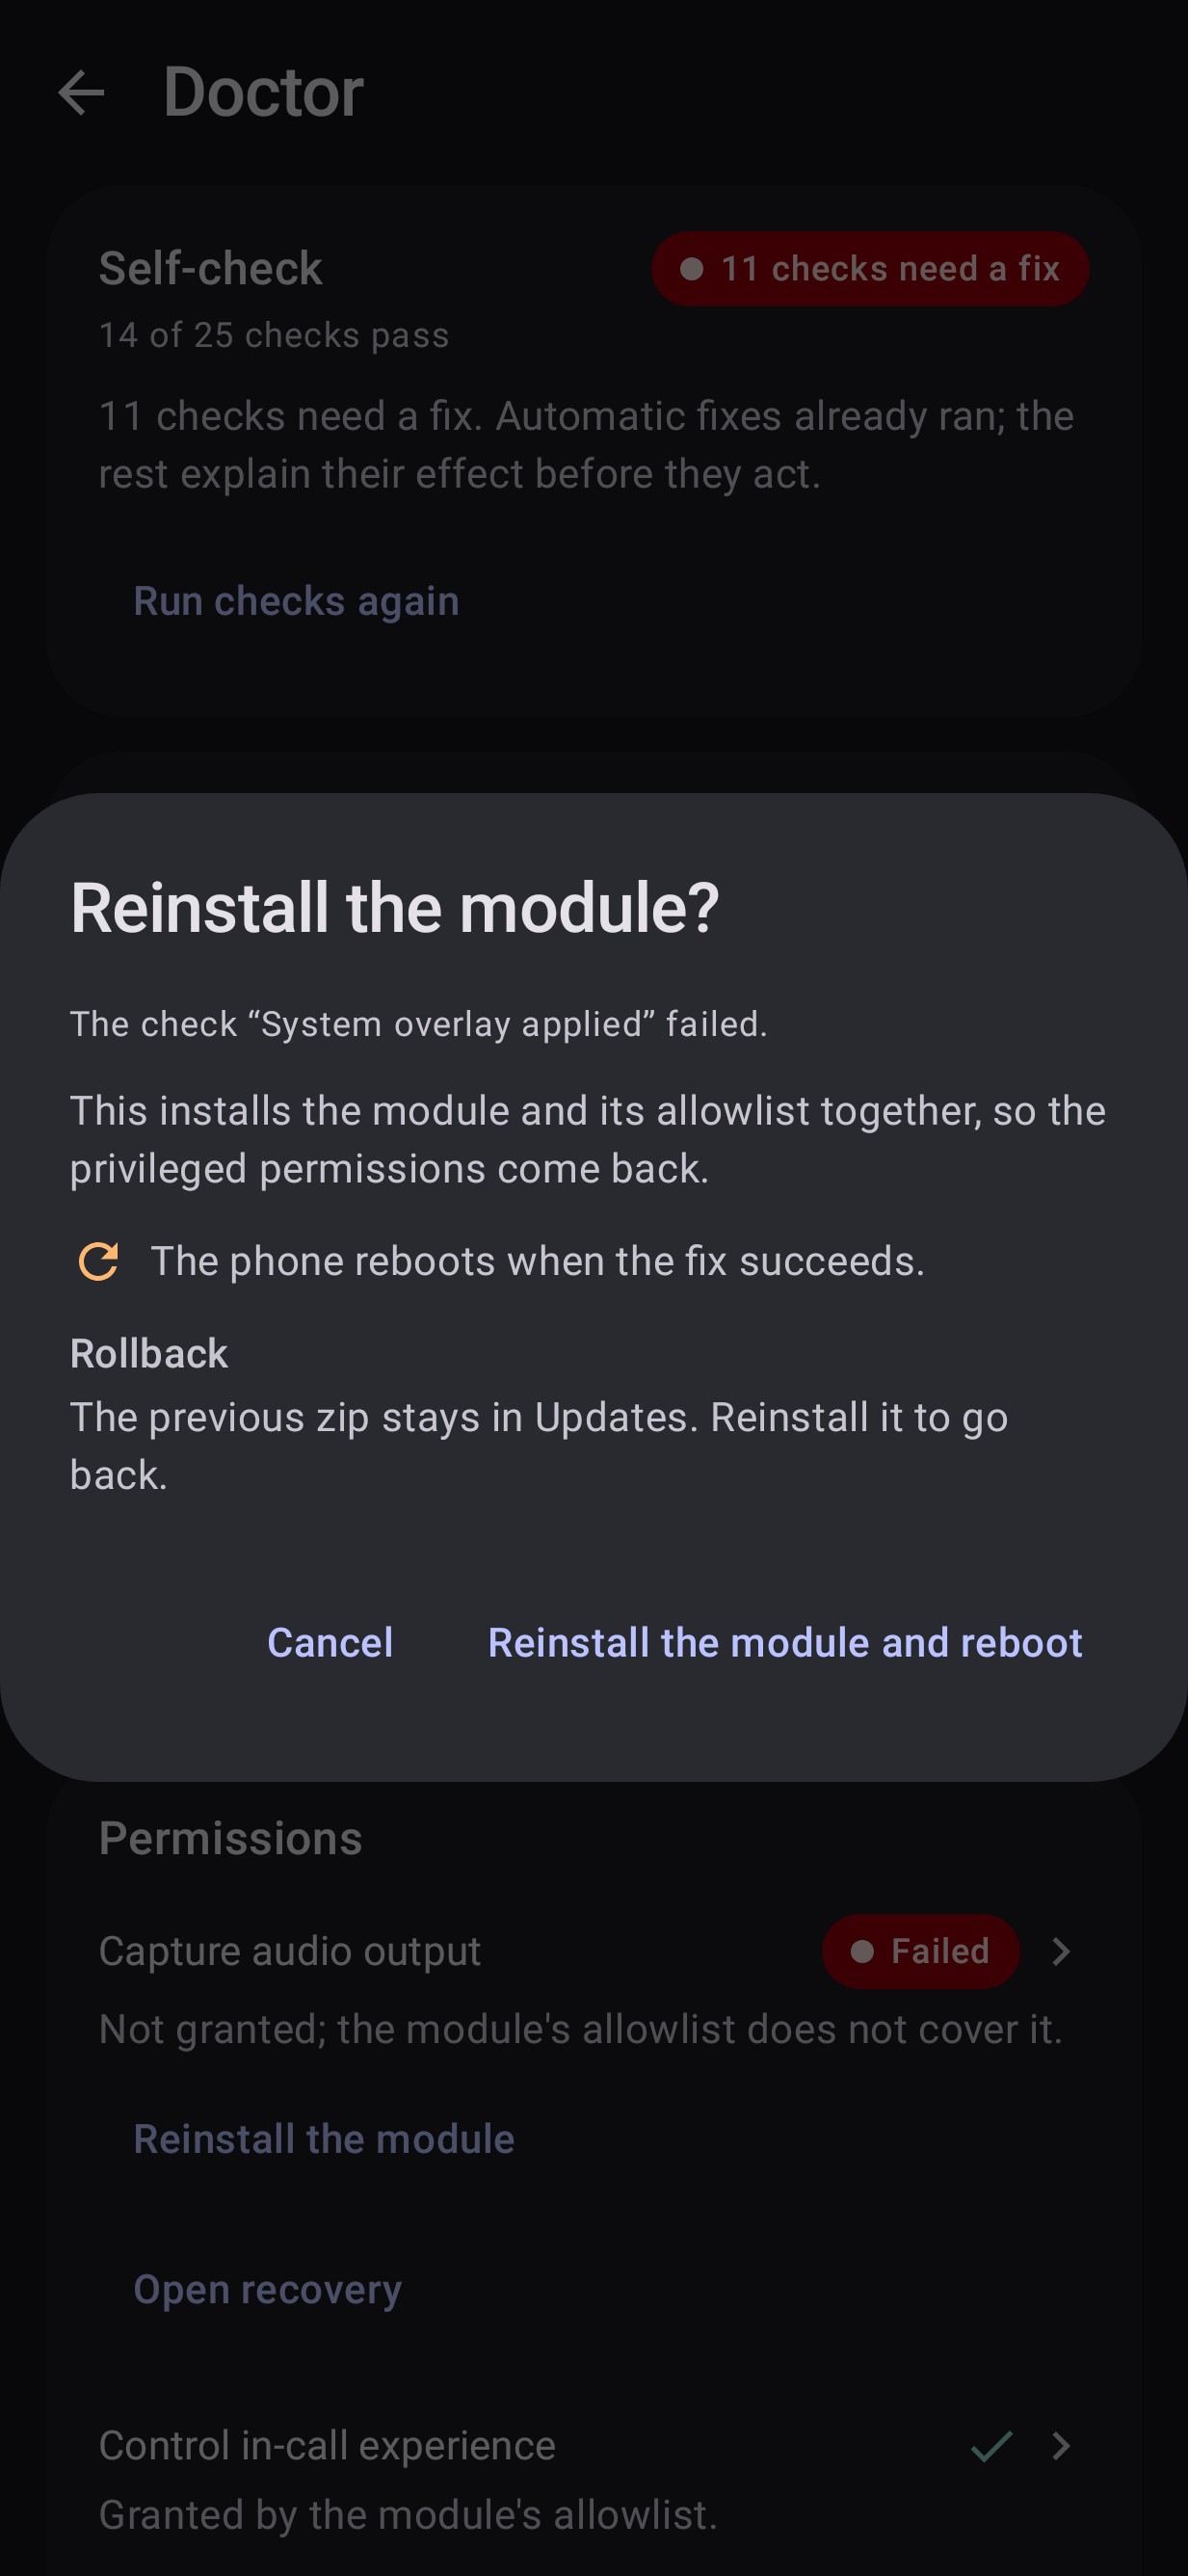 Doctor
Self-check
11 checks need a fix
14 of 25 checks pass
11 checks need a fix. Automatic fixes already ran; the
rest explain their effect before they act.
Run checks again
Reinstall the module?
The check “System overlay applied” failed.
This installs the module and its allowlist together, so the
privileged permissions come back.
The phone reboots when the fix succeeds.
Rollback
The previous zip stays in Updates. Reinstall it to go
back.
Cancel
Reinstall the module and reboot
Permissions
Capture audio output
Failed
Not granted; the module's allowlist does not cover it.
Reinstall the module
Open recovery
Control in-call experience
Granted by the module's allowlist.